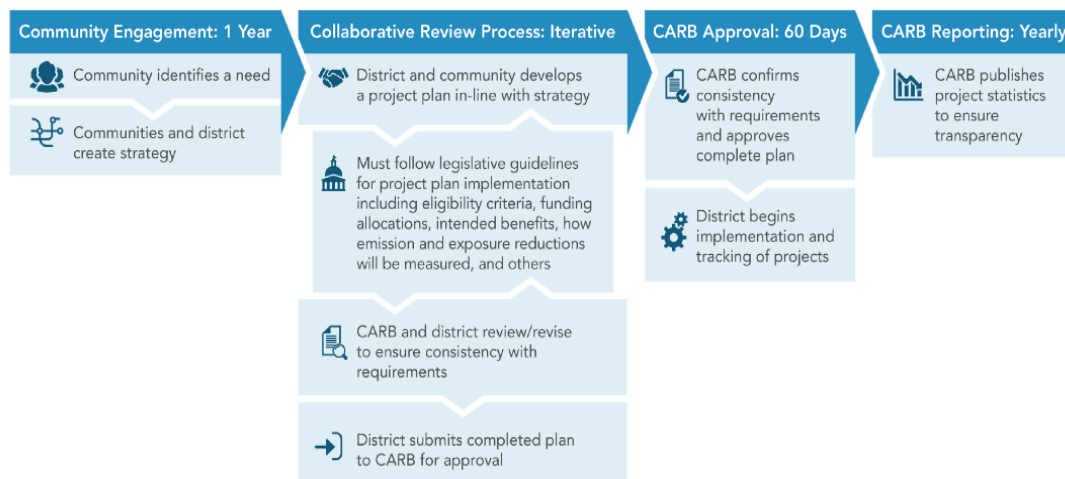 Community Engagement: 1 Year
Community identifies a need
Communities and district
create strategy
Collaborative Review Process: Iterative
District and community develops
a project plan in-line with strategy
Must follow legislative guidelines
for project plan implementation
including eligibility criteria, funding
allocations, intended benefits, how
emission and exposure reductions
will be measured, and others
CARB and district review/revise
to ensure consistency with
requirements
District submits completed plan
to CARB for approval
CARB Approval: 60 Days
CARB confirms
consistency
with requirements
and approves
complete plan
District begins
implementation and
tracking of projects
CARB Reporting: Yearly
CARB publishes
project statistics
to ensure
transparency